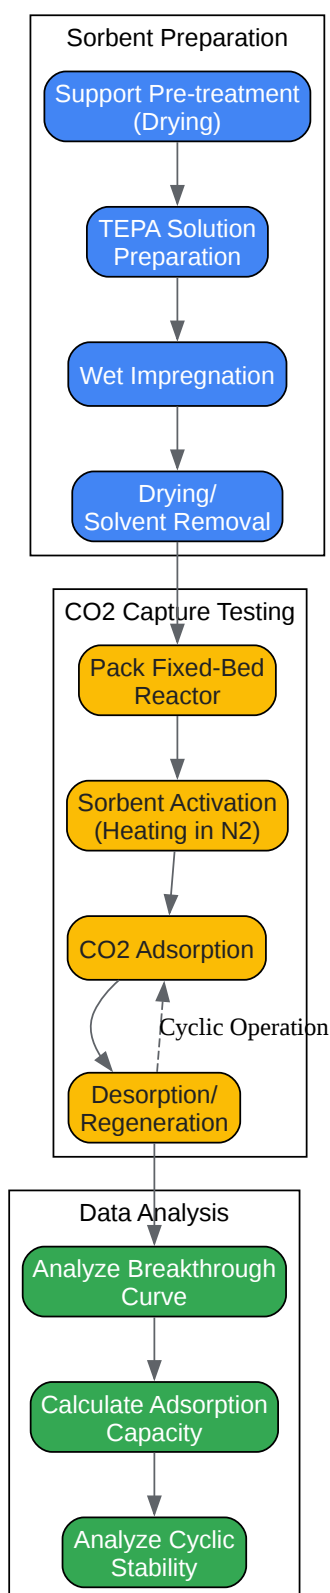 Sorbent Preparation
Support Pre-treatment
(Drying)
TEPA Solution
Preparation
Wet Impregnation
Drying/
Solvent Removal
CO2 Capture Testing
Pack Fixed-Bed
Reactor
Sorbent Activation
(Heating in N2)
CO2 Adsorption
Cyclic Operation
Desorption/
Regeneration
Data Analysis
Analyze Breakthrough
Curve
Calculate Adsorption
Capacity
Analyze Cyclic
Stability